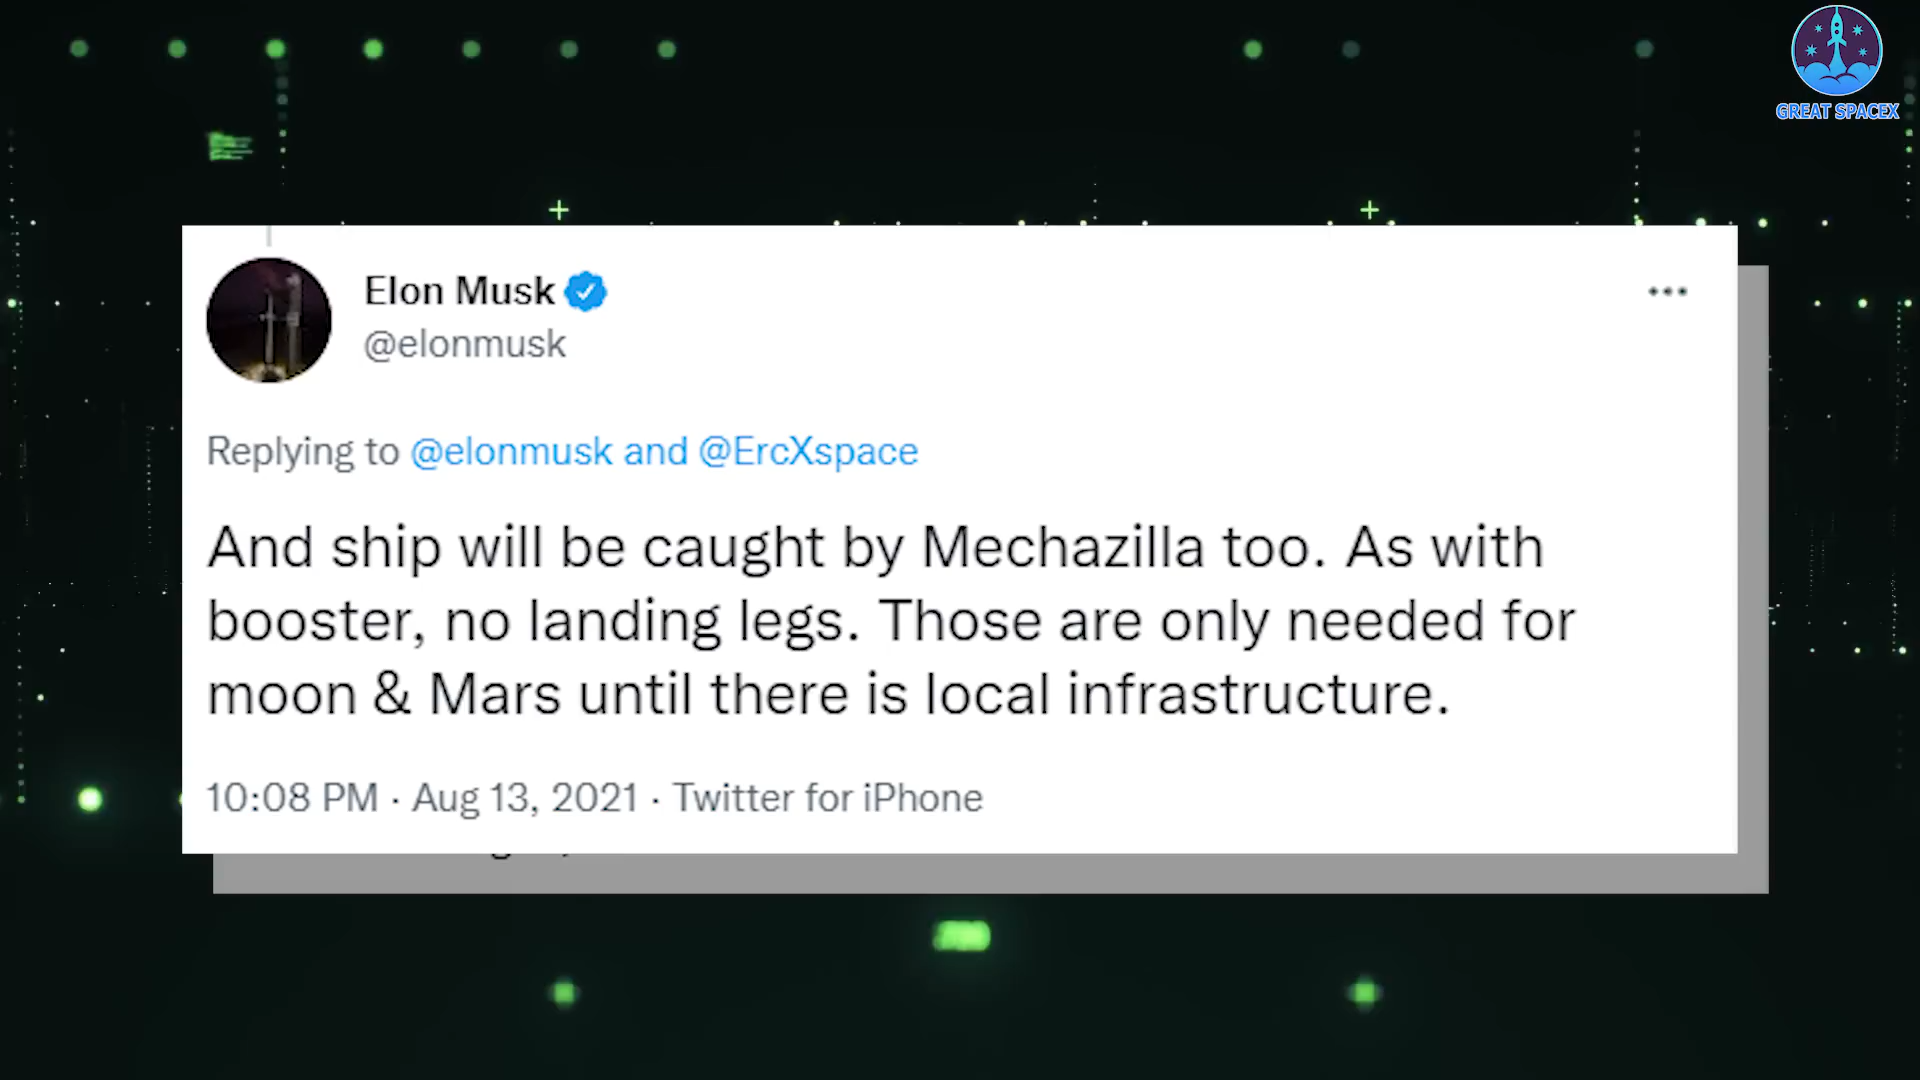 GREAT SPACEX
Elon Musk
@elonmusk
Replying to @elonmusk and @ErcXspace
And ship will be caught by Mechazilla too. As with
booster, no landing legs. Those are only needed for
moon & Mars until there is local infrastructure.
10:08 PM · Aug 13, 2021 · Twitter for iPhone